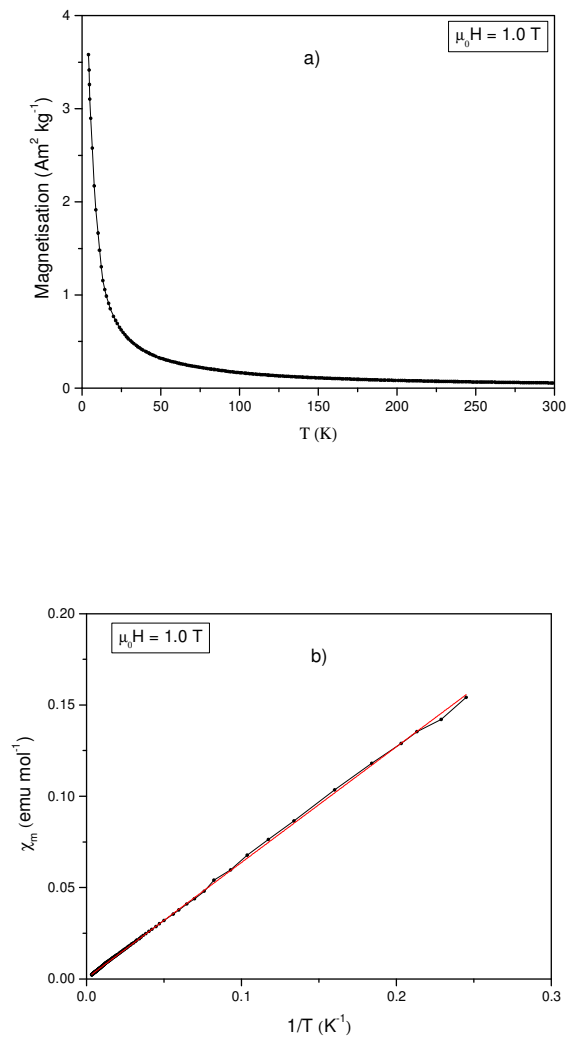 4
μ₀H = 1.0 T
a)
3
2
1
0
Magnetisation (Am² kg⁻¹)
0 50 100 150 200 250 300
T (K)
0.20
μ₀H = 1.0 T
b)
0.15
0.10
0.05
0.00
χₘ (emu mol⁻¹)
0.0 0.1 0.2 0.3
1/T (K⁻¹)